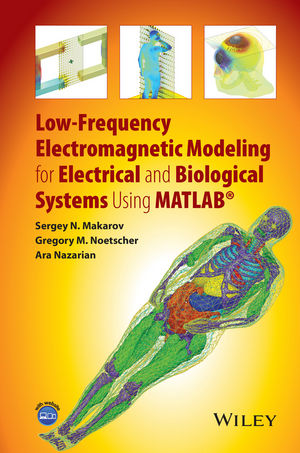 Low-Frequency
Electromagnetic Modeling
for Electrical and Biological
Systems Using MATLAB®
Sergey N. Makarov
Gregory M. Noetscher
Ara Nazarian
with website
WILEY